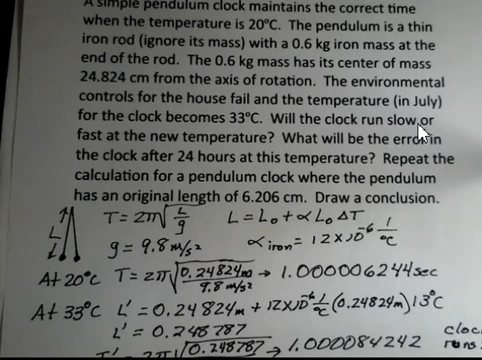 A simple pendulum clock maintains the correct time
when the temperature is 20°C. The pendulum is a thin
iron rod (ignore its mass) with a 0.6 kg iron mass at the
end of the rod. The 0.6 kg mass has its center of mass
24.824 cm from the axis of rotation. The environmental
controls for the house fail and the temperature (in July)
for the clock becomes 33°C. Will the clock run slow or
fast at the new temperature? What will be the error in
the clock after 24 hours at this temperature? Repeat the
calculation for a pendulum clock where the pendulum
has an original length of 6.206 cm. Draw a conclusion.
L T = 2π√(L/g) L = L₀ + α L₀ ΔT
g = 9.8 m/s² α iron = 12 x 10⁻⁶ 1/°C
At 20°C T = 2π√(0.24824m/9.8 m/s²) → 1.000006244 sec
At 33°C L' = 0.24824m + 12x10⁻⁶ 1/°C (0.24824m) 13°C
L' = 0.248787 cloc
T' = 2π√(0.248787 → 1.000084242 runs